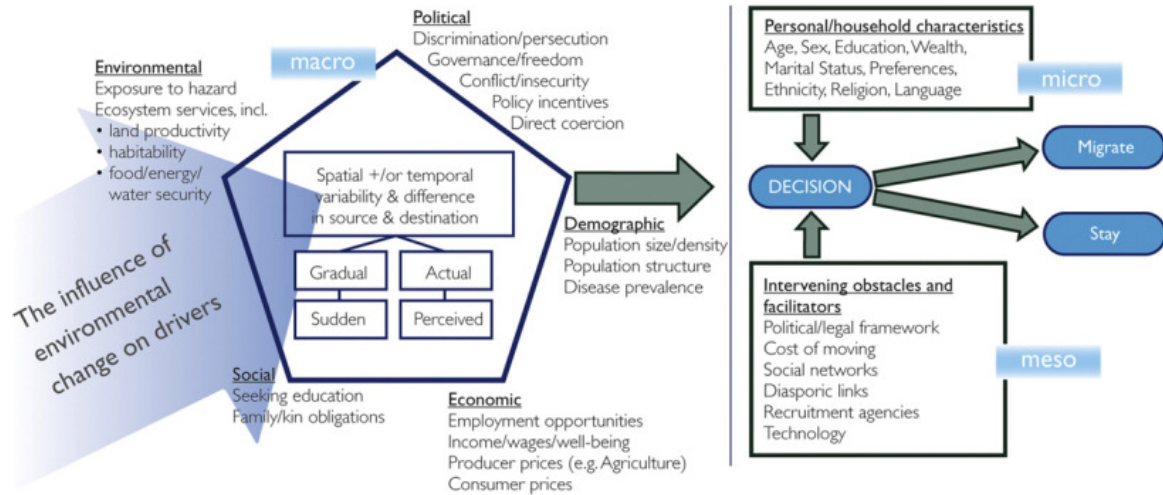 Political
Discrimination/persecution
Governance/freedom
Conflict/insecurity
Policy incentives
Direct coercion
macro
Environmental
Exposure to hazard
Ecosystem services, incl.
• land productivity
• habitability
• food/energy/
water security
Spatial +/or temporal
variability & difference
in source & destination
Gradual
Actual
Sudden
Perceived
The influence of
environmental
change on drivers
Demographic
Population size/density
Population structure
Disease prevalence
Social
Seeking education
Family/kin obligations
Economic
Employment opportunities
Income/wages/well-being
Producer prices (e.g. Agriculture)
Consumer prices
Personal/household characteristics
Age, Sex, Education, Wealth,
Marital Status, Preferences,
Ethnicity, Religion, Language
micro
DECISION
Migrate
Stay
Intervening obstacles and
facilitators
Political/legal framework
Cost of moving
Social networks
Diasporic links
Recruitment agencies
Technology
meso